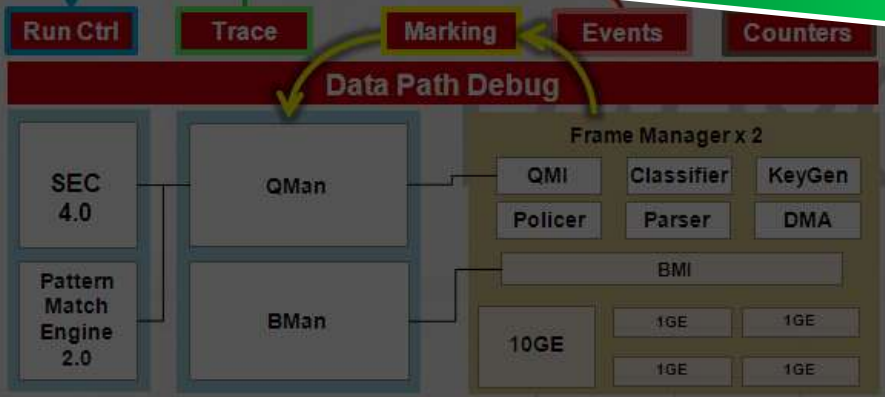 Run Ctrl
Trace
Marking
Events
Counters
Data Path Debug
SEC
4.0
Pattern
Match
Engine
2.0
QMan
BMan
Frame Manager x 2
QMI
Classifier
KeyGen
Policer
Parser
DMA
BMI
10GE
1GE
1GE
1GE
1GE